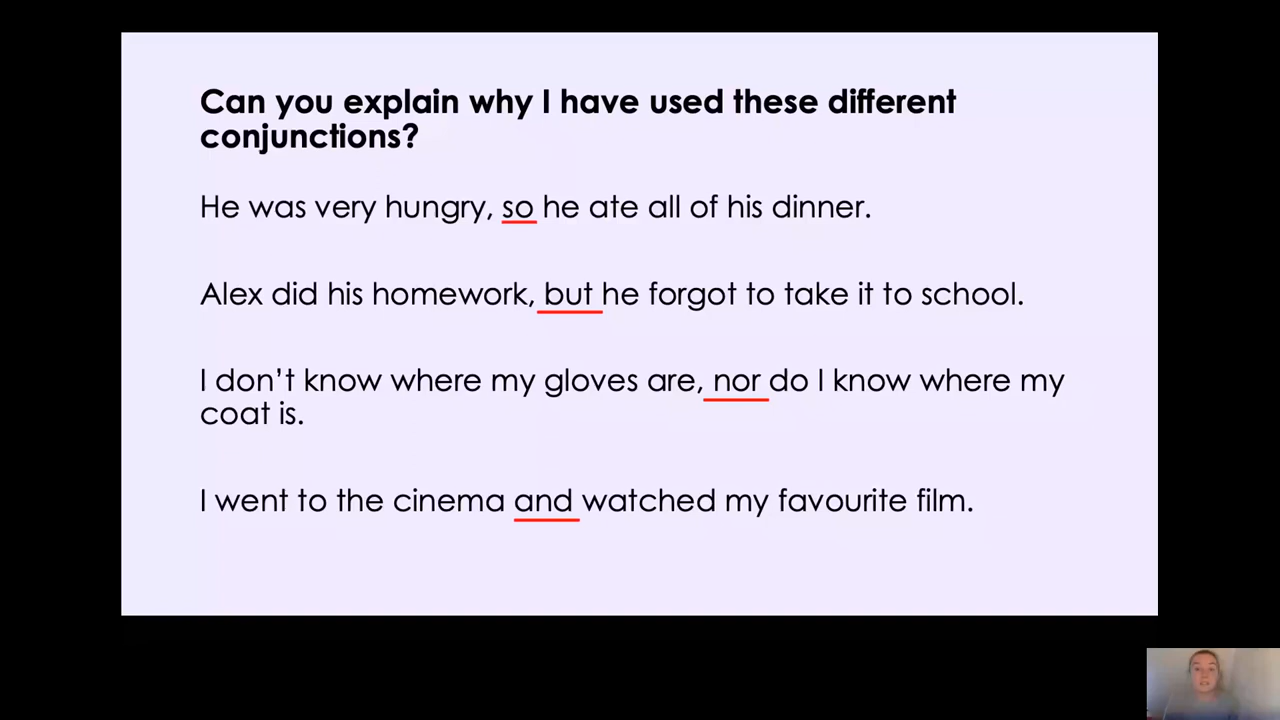 Can you explain why I have used these different
conjunctions?
He was very hungry, so he ate all of his dinner.
Alex did his homework, but he forgot to take it to school.
I don’t know where my gloves are, nor do I know where my
coat is.
I went to the cinema and watched my favourite film.